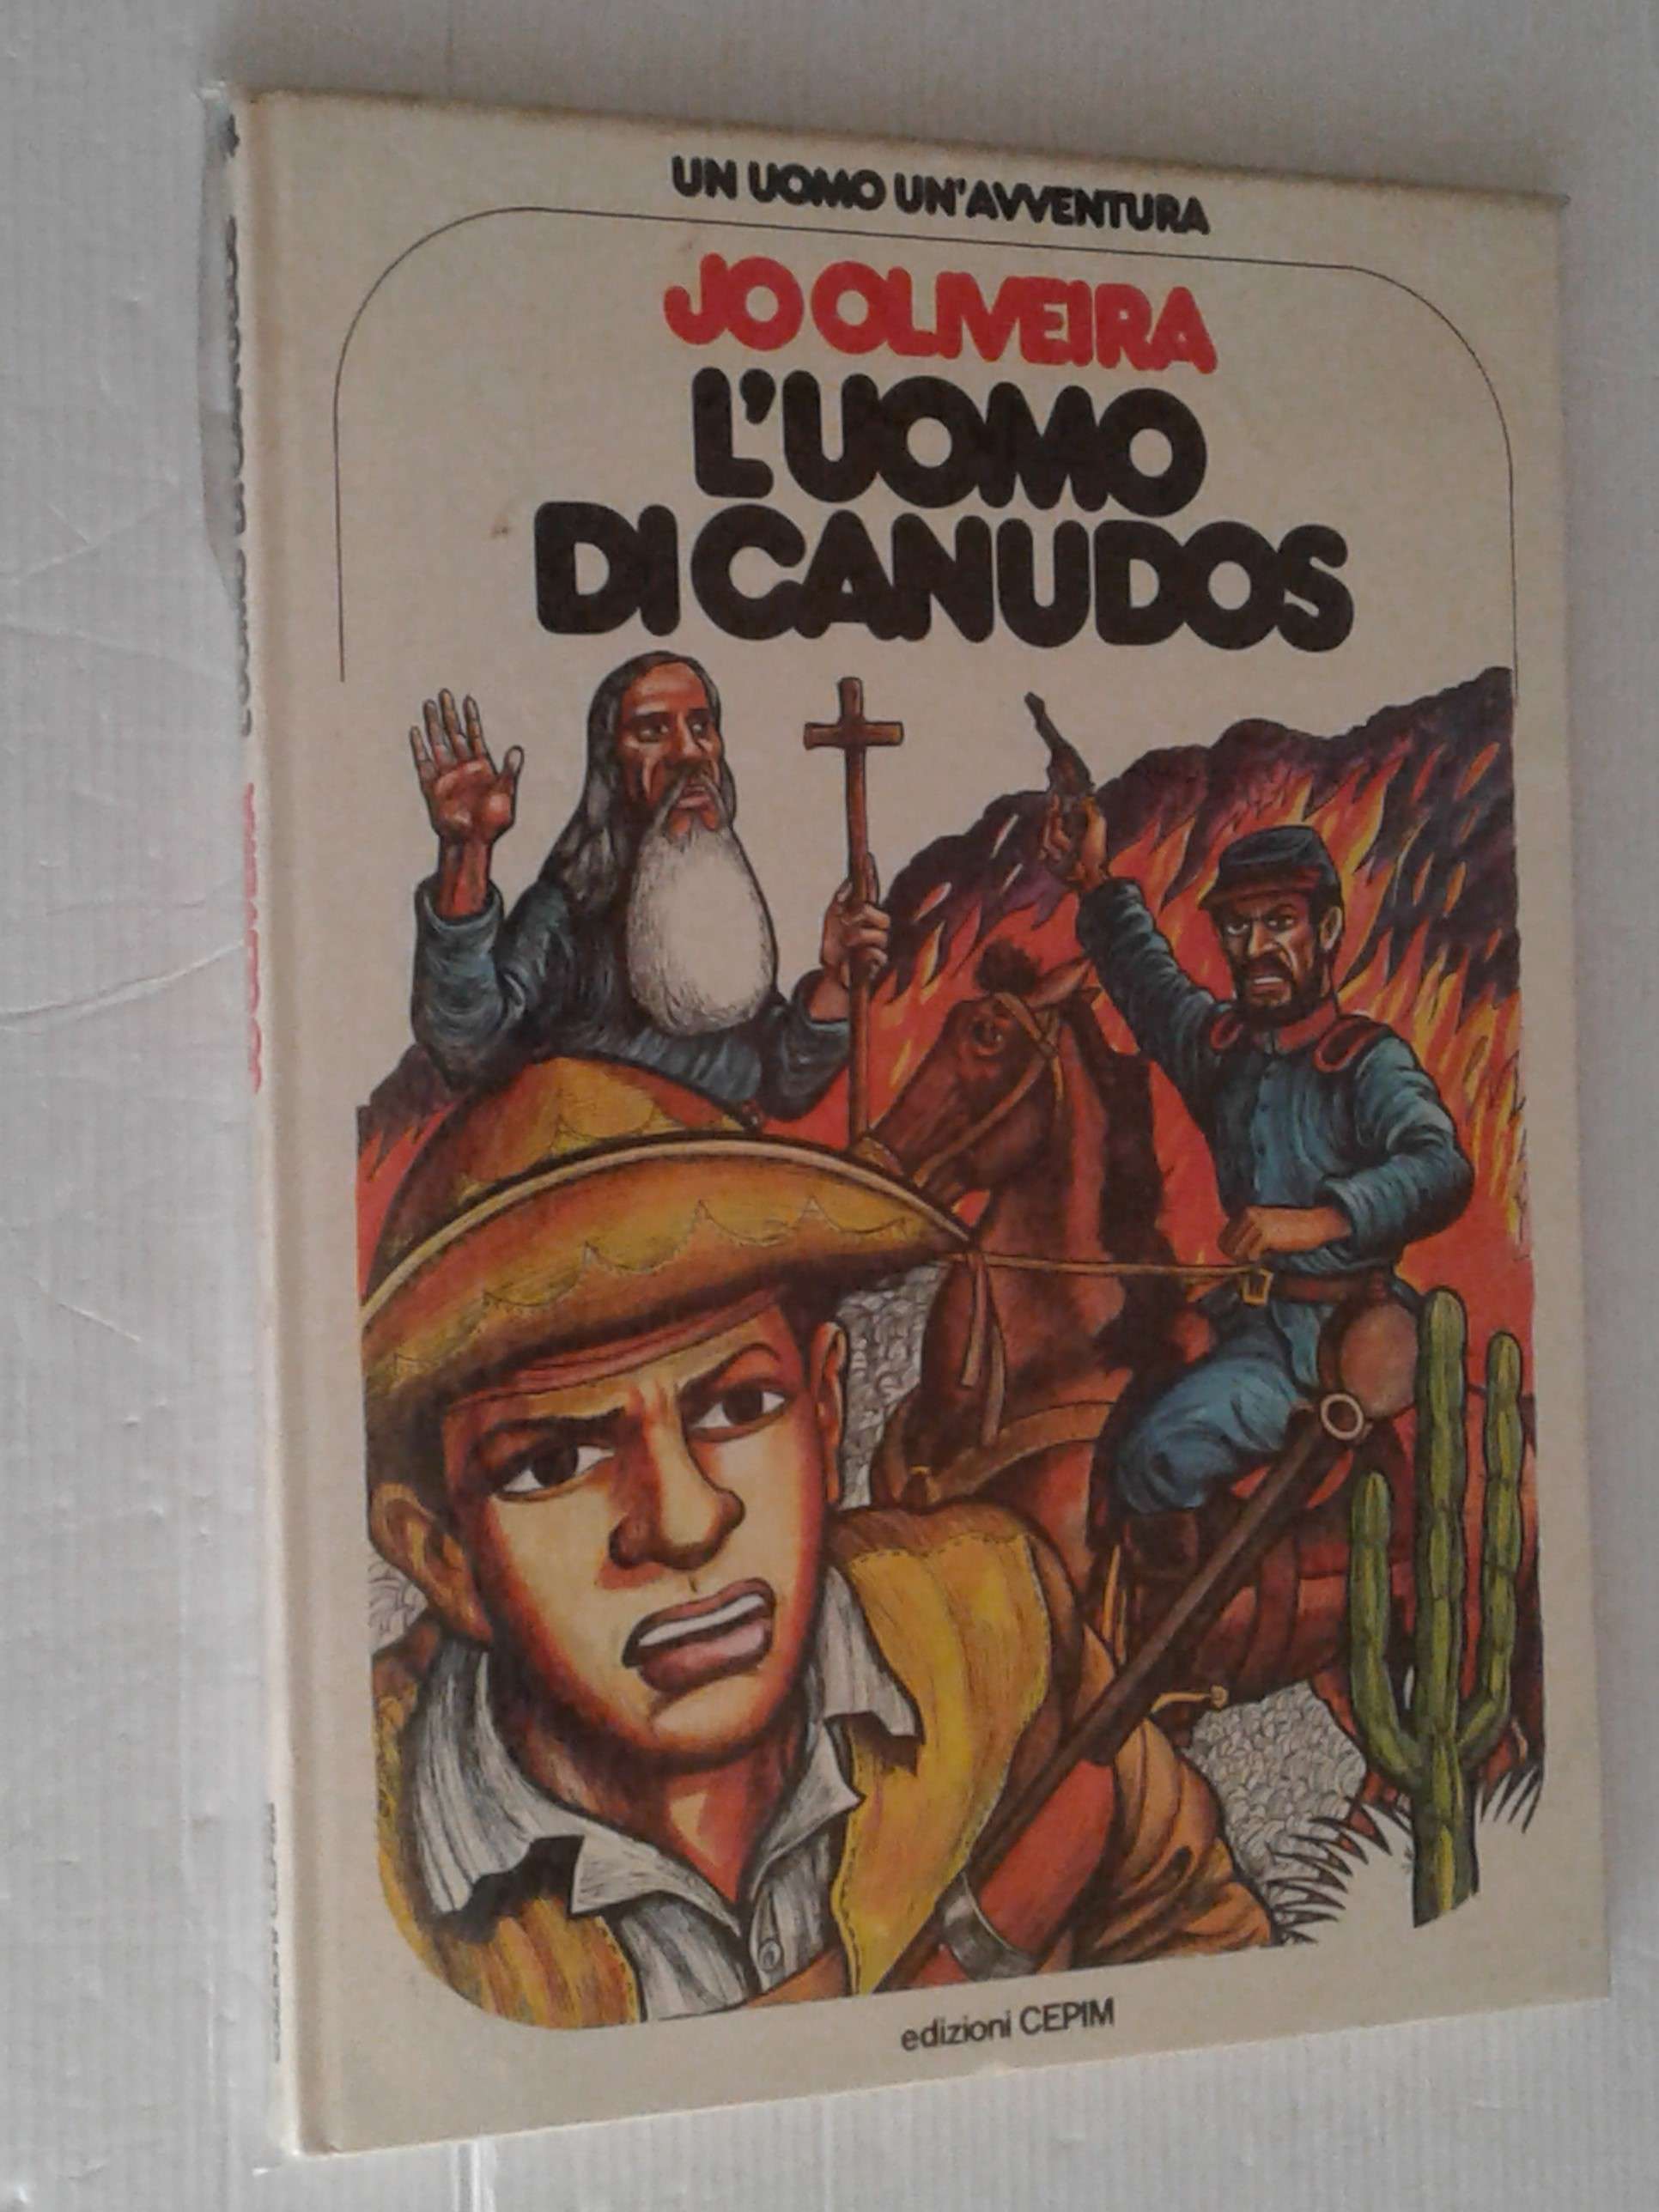 UN UOMO UN'AVVENTURA
JO OLIVEIRA
L'UOMO
DI CANUDOS
edizioni CEPIM